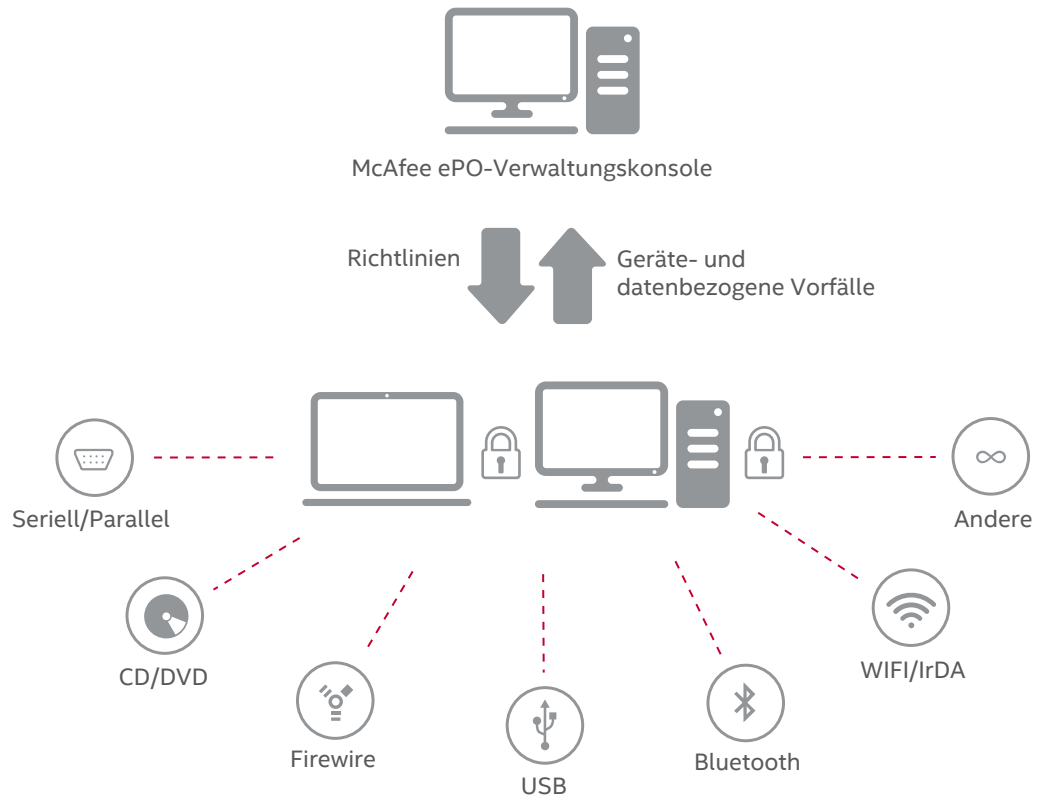 McAfee ePO-Verwaltungskonsole
Richtlinien
Geräte- und
datenbezogene Vorfälle
Seriell/Parallel
Andere
CD/DVD
WIFI/IrDA
Firewire
Bluetooth
USB